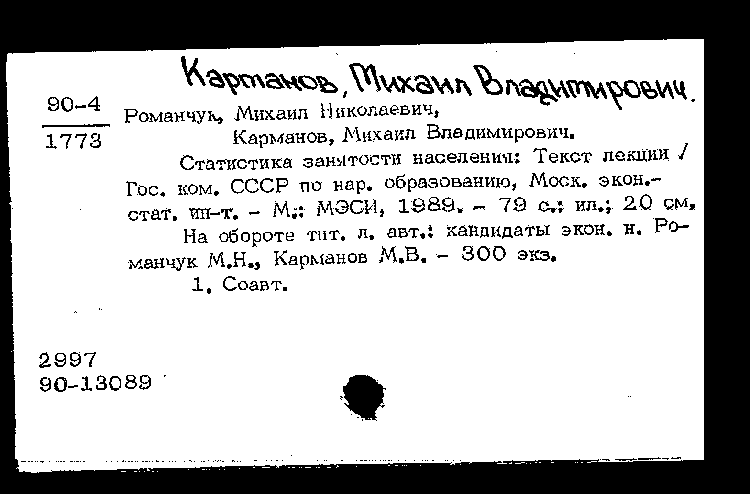 Карманов, Михаил Владимирович.
90-4
1773
Романчук, Михаил Николаевич,
Карманов, Михаил Владимирович.
Статистика занятости населения: Текст лекции /
Гос. ком. СССР по нар. образованию, Моск. экон.-
стат. ин-т. - М.: МЭСИ, 1989. - 79 с.: ил.; 20 см.
На обороте тит. л. авт.: кандидаты экон. н. Ро-
манчук М.Н., Карманов М.В. - 300 экз.
1. Соавт.
2997
90-13089